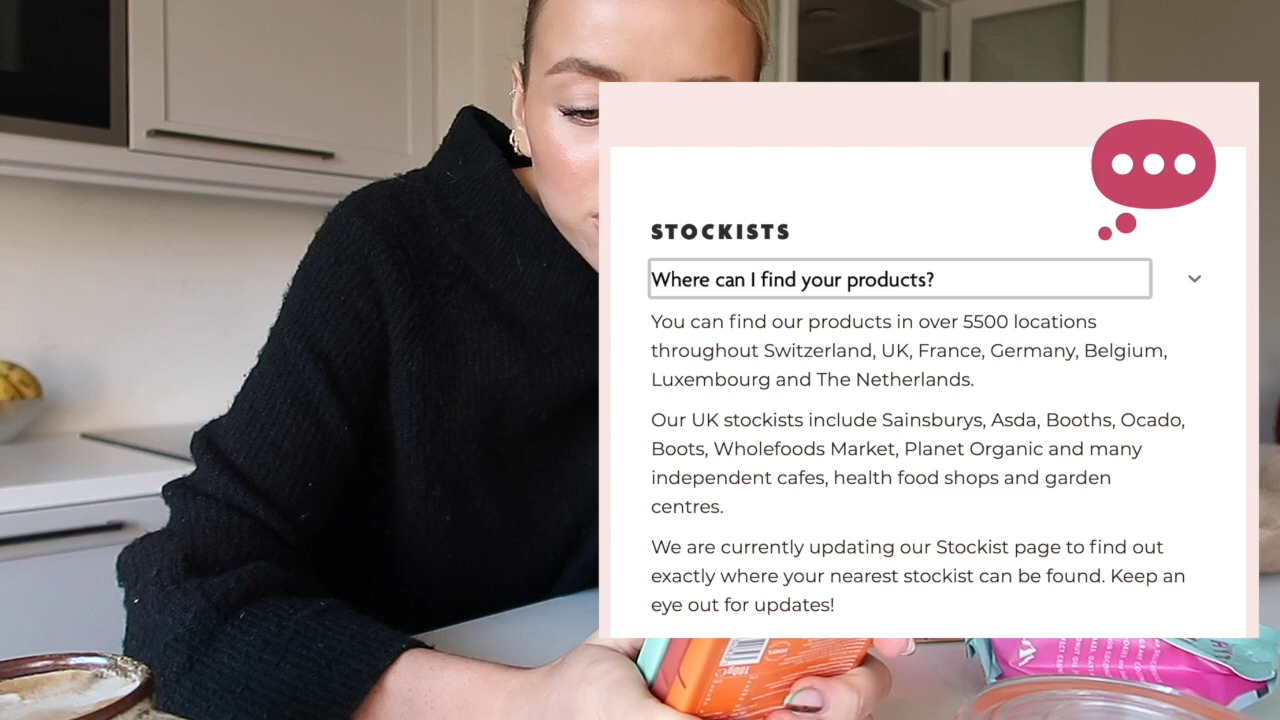 STOCKISTS
Where can I find your products?
You can find our products in over 5500 locations
throughout Switzerland, UK, France, Germany, Belgium,
Luxembourg and The Netherlands.
Our UK stockists include Sainsburys, Asda, Booths, Ocado,
Boots, Wholefoods Market, Planet Organic and many
independent cafes, health food shops and garden
centres.
We are currently updating our Stockist page to find out
exactly where your nearest stockist can be found. Keep an
eye out for updates!